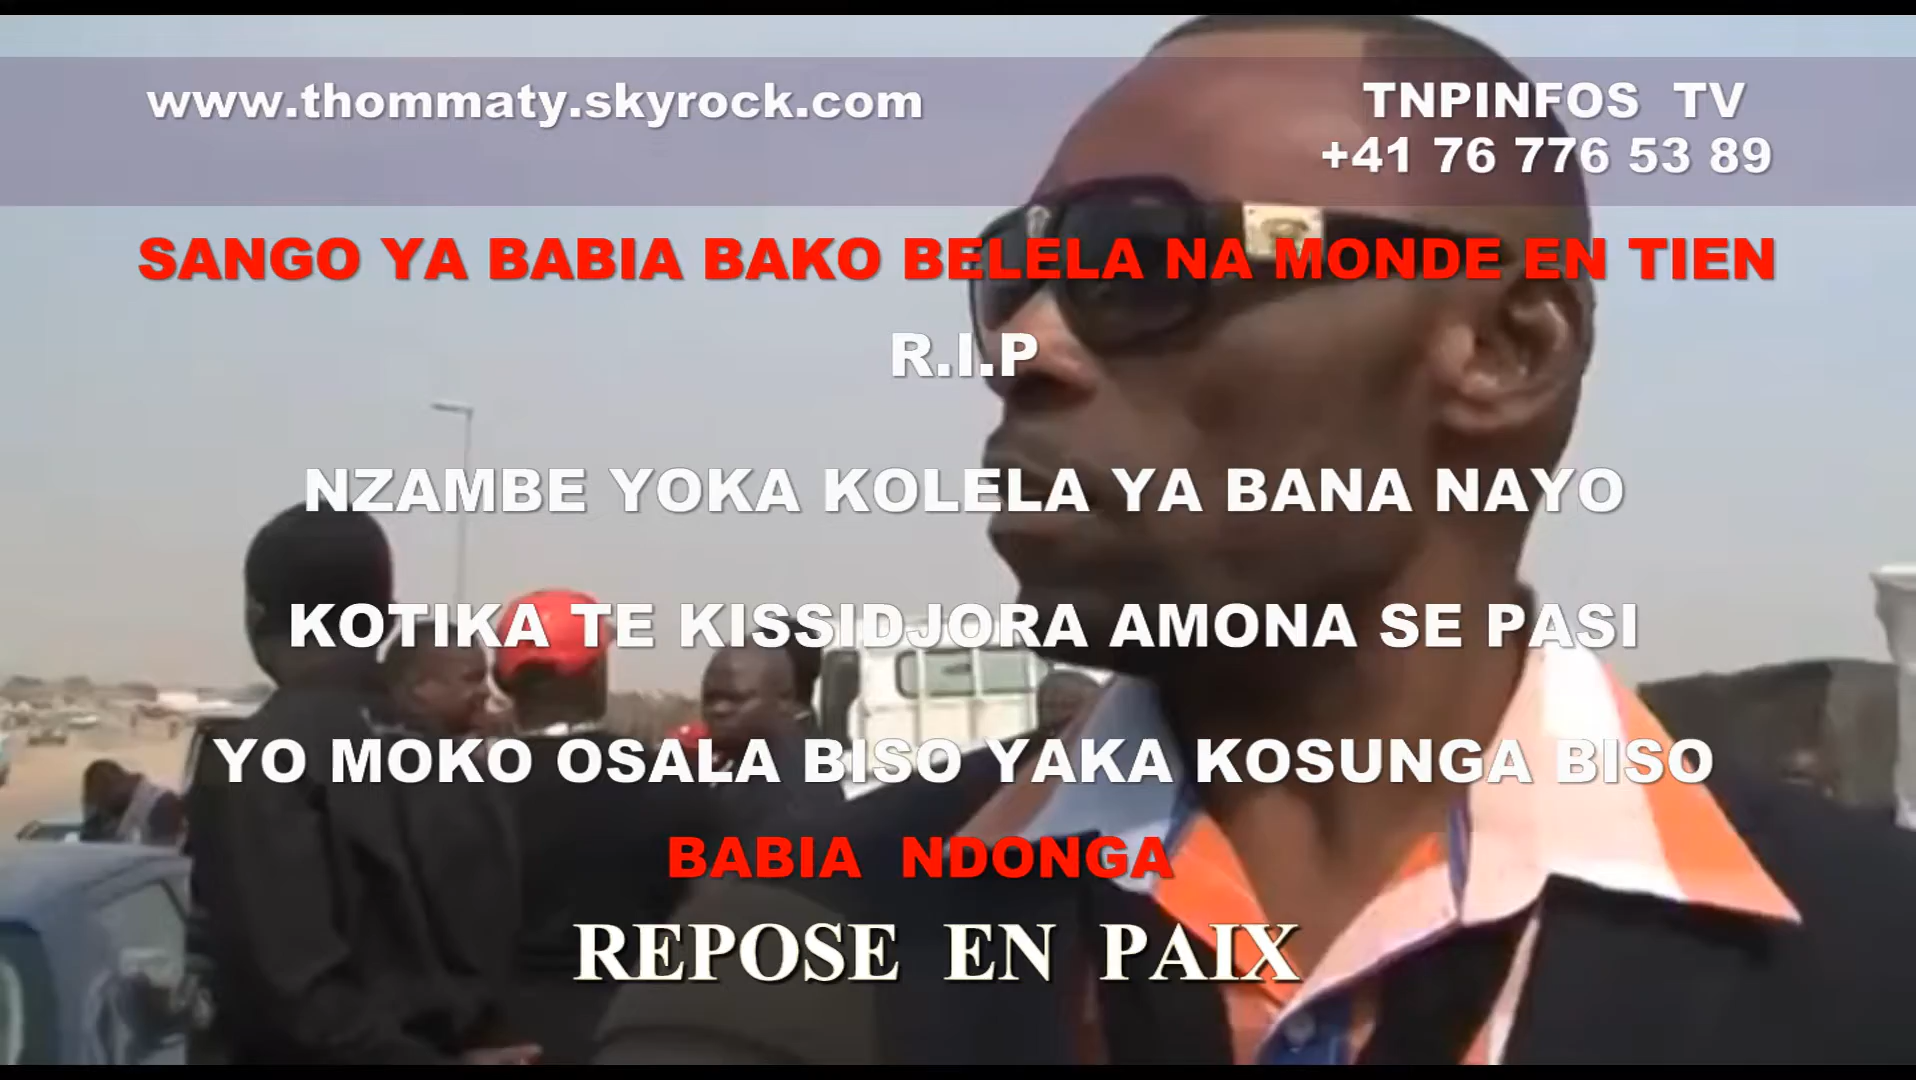 www.thommaty.skyrock.com
TNPINFOS TV
+41 76 776 53 89
SANGO YA BABIA BAKO BELELA NA MONDE EN TIEN
R.I.P
NZAMBE YOKA KOLELA YA BANA NAYO
KOTIKA TE KISSIDJORA AMONA SE PASI
YO MOKO OSALA BISO YAKA KOSUNGA BISO
BABIA NDONGA
REPOSE EN PAIX